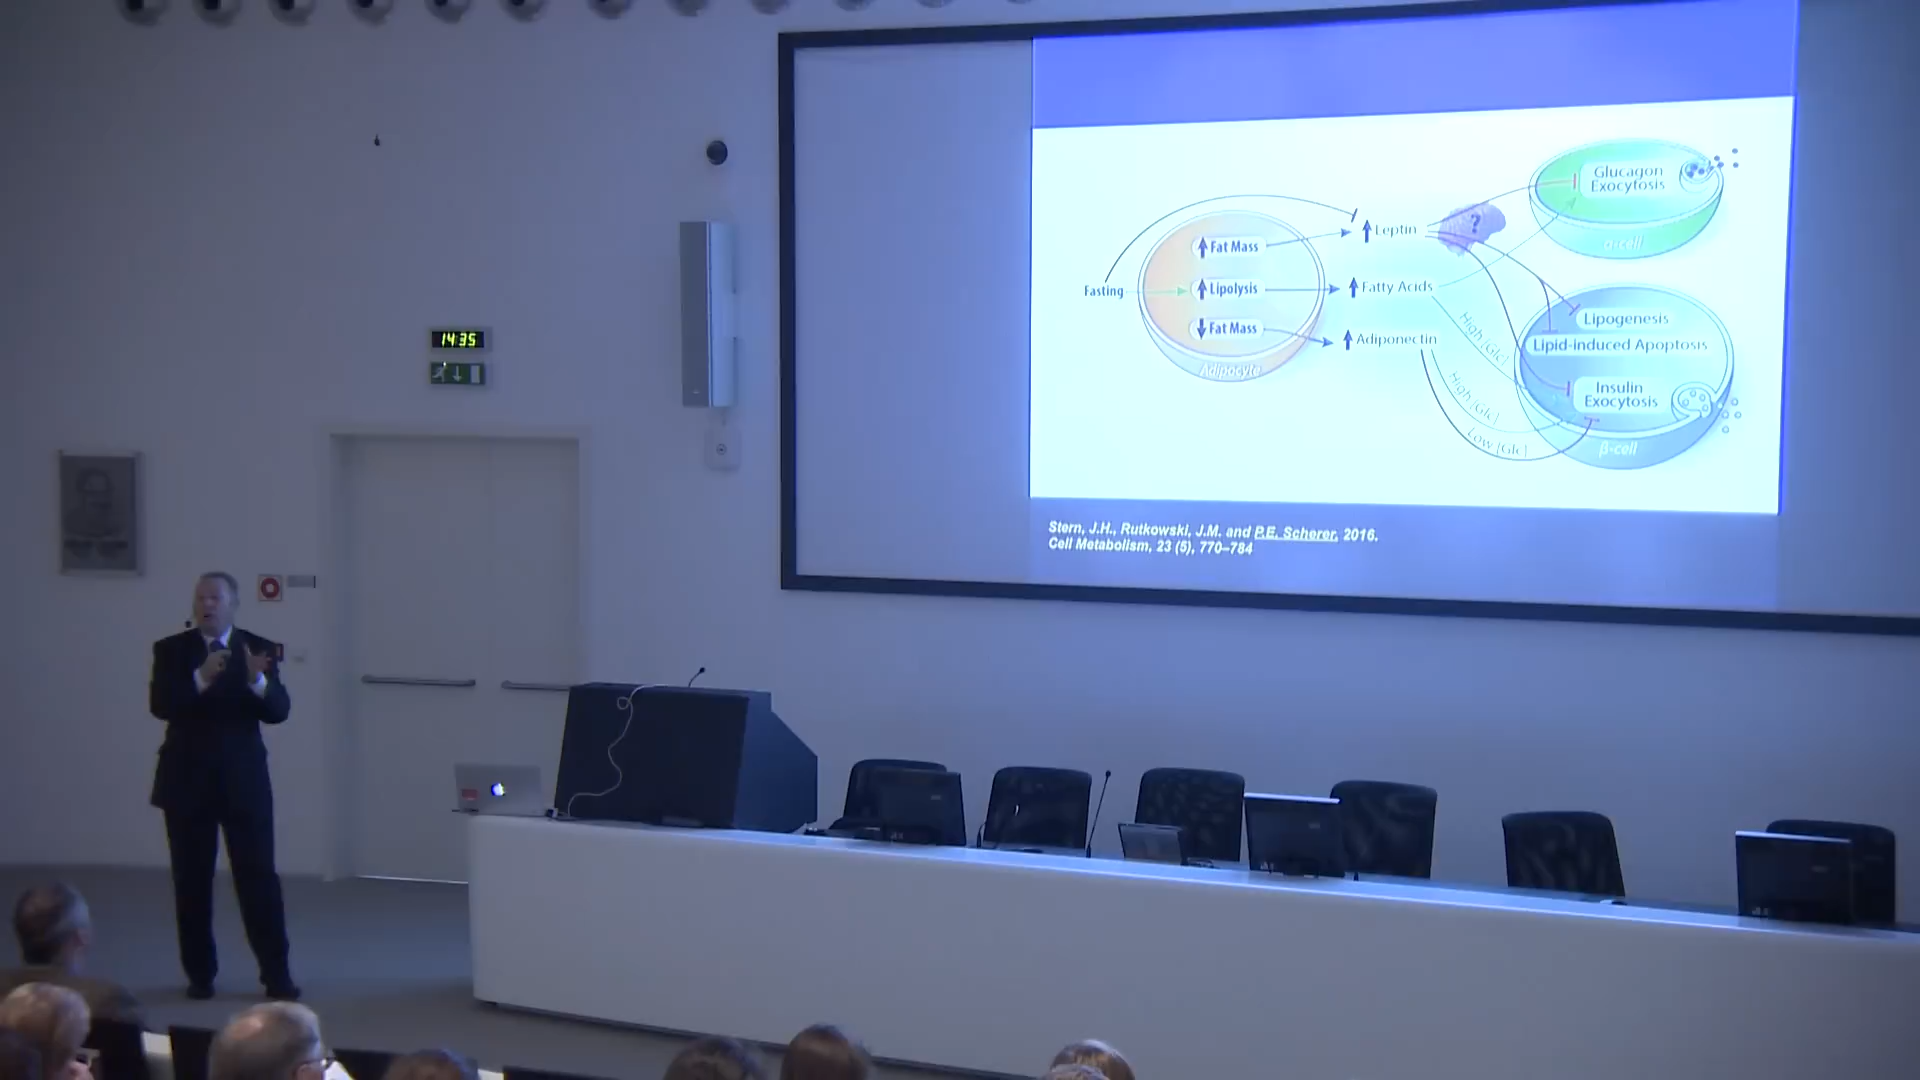 14:35
Glucagon
Exocytosis
α-cell
Fat Mass
Leptin
?
Fasting
Lipolysis
Fatty Acids
Fat Mass
Adiponectin
Adipocyte
High [Glc]
High [Glc]
Low [Glc]
Lipogenesis
Lipid-induced Apoptosis
Insulin
Exocytosis
β-cell
Stern, J.H., Rutkowski, J.M. and P.E. Scherer, 2016.
Cell Metabolism, 23 (5), 770–784